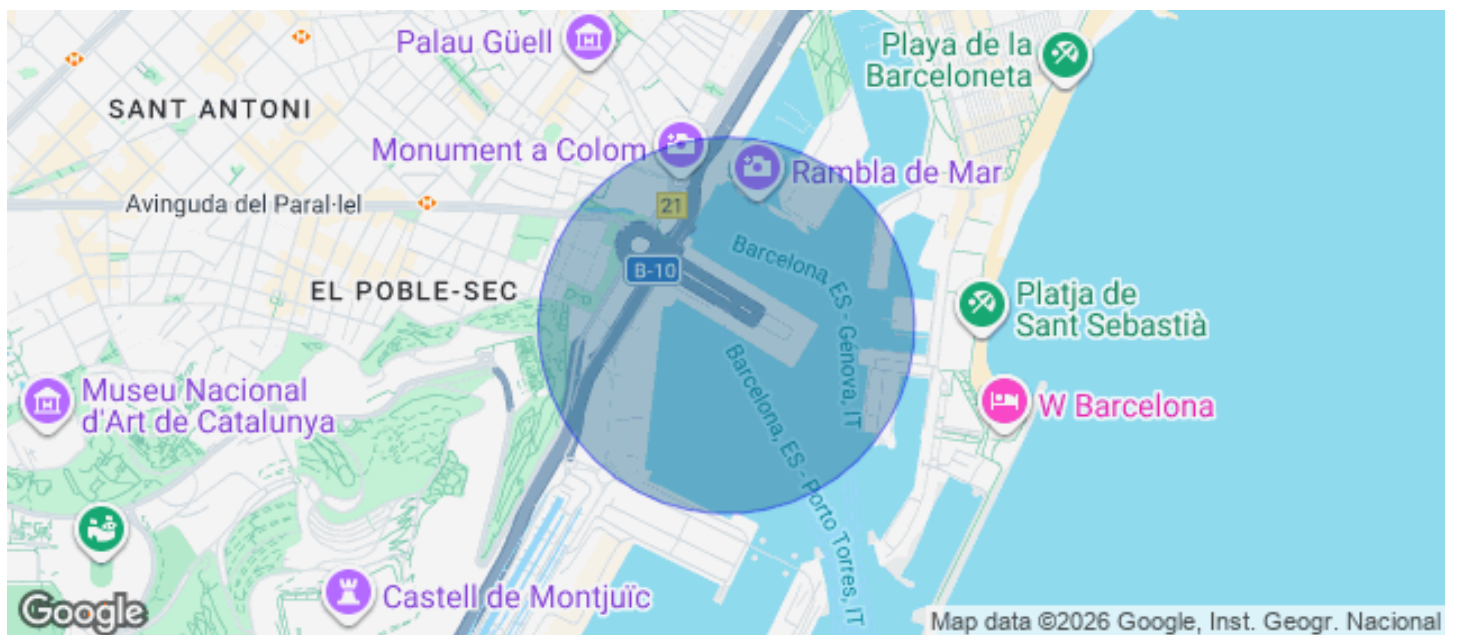 Palau Güell
Playa de la
Barceloneta
SANT ANTONI
Monument a Colom
Rambla de Mar
Avinguda del Paral·lel
21
Barcelona, ES - Génova, IT
B-10
EL POBLE-SEC
Platja de
Sant Sebastià
Barcelona, ES - Porto Torres, IT
Museu Nacional
d'Art de Catalunya
W Barcelona
Castell de Montjuïc
Google
Map data ©2026 Google, Inst. Geogr. Nacional